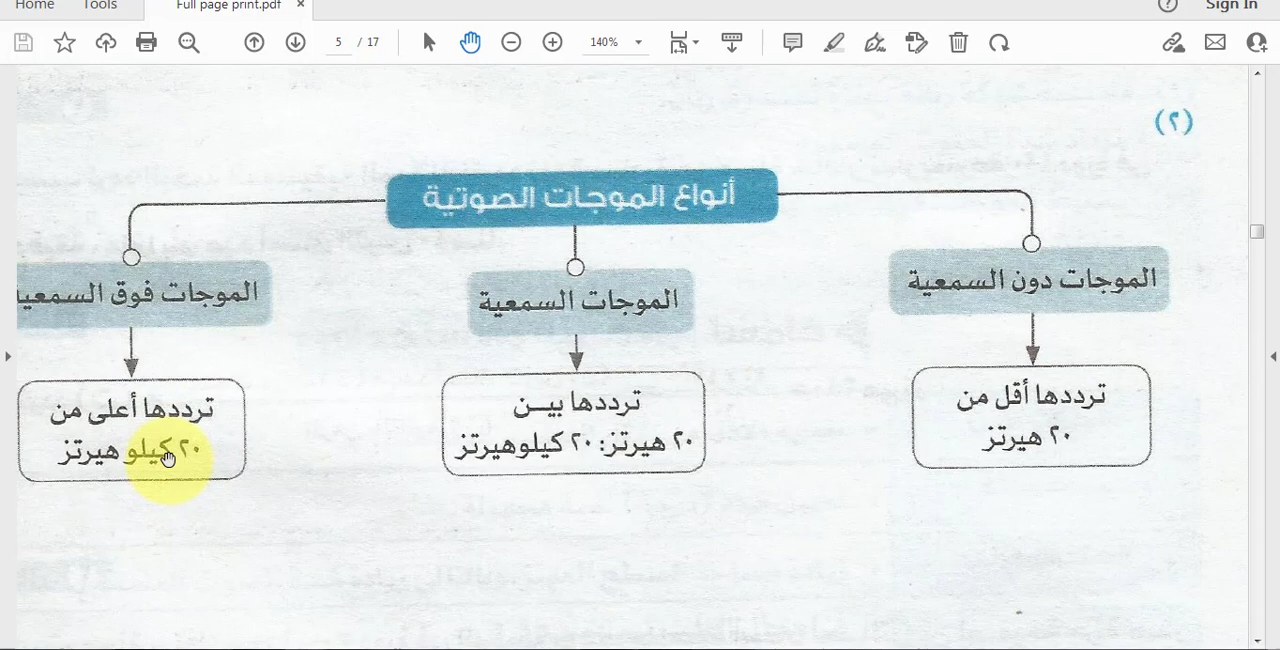 Home Tools Full page print.pdf × Sign In
5 / 17 140%
(٢)
أنواع الموجات الصوتية
الموجات دون السمعية
الموجات السمعية
الموجات فوق السمعي
ترددها أقل من
٢٠ هيرتز
ترددها بين
٢٠ هيرتز: ٢٠ كيلوهيرتز
ترددها أعلى من
٢٠ كيلو هيرتز